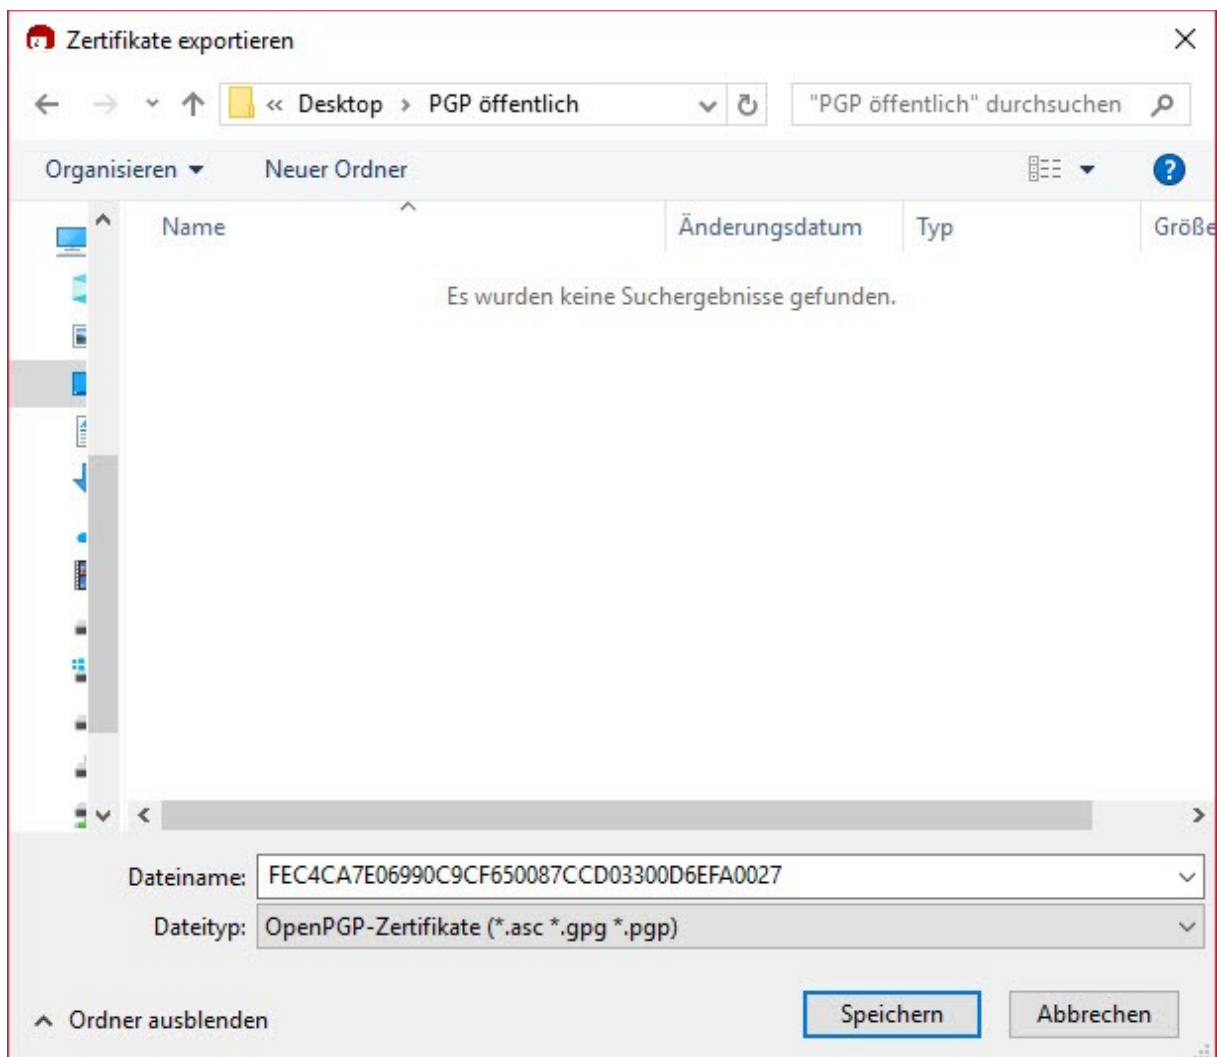 Zertifikate exportieren
« Desktop › PGP öffentlich "PGP öffentlich" durchsuchen
Organisieren Neuer Ordner ?
Name Änderungsdatum Typ Größe
Es wurden keine Suchergebnisse gefunden.
Dateiname: FEC4CA7E06990C9CF650087CCD03300D6EFA0027
Dateityp: OpenPGP-Zertifikate (*.asc *.gpg *.pgp)
Ordner ausblenden Speichern Abbrechen